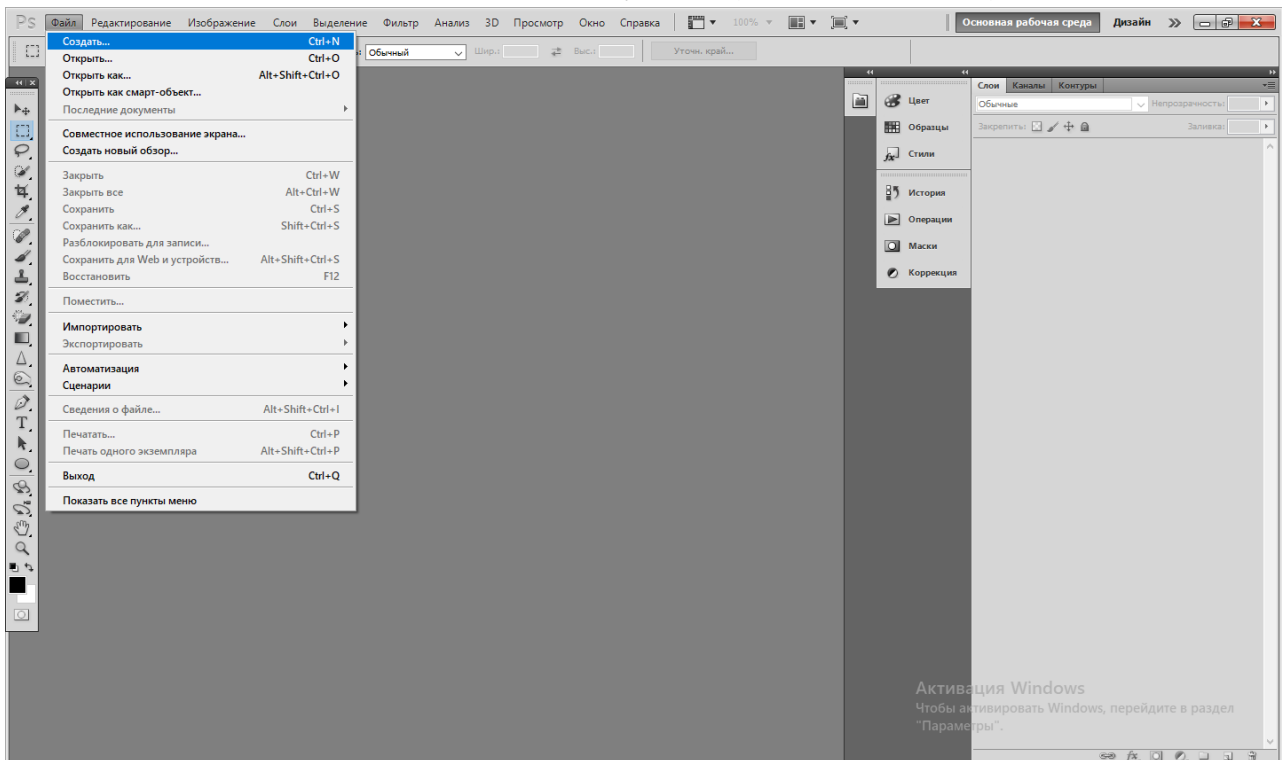 Ps Файл Редактирование Изображение Слои Выделение Фильтр Анализ 3D Просмотр Окно Справка 100% Основная рабочая среда Дизайн
Обычный Шир.: Выс.: Уточн. край...
Создать... Ctrl+N
Открыть... Ctrl+O
Открыть как... Alt+Shift+Ctrl+O
Открыть как смарт-объект...
Последние документы
Совместное использование экрана...
Создать новый обзор...
Закрыть Ctrl+W
Закрыть все Alt+Ctrl+W
Сохранить Ctrl+S
Сохранить как... Shift+Ctrl+S
Разблокировать для записи...
Сохранить для Web и устройств... Alt+Shift+Ctrl+S
Восстановить F12
Поместить...
Импортировать
Экспортировать
Автоматизация
Сценарии
Сведения о файле... Alt+Shift+Ctrl+I
Печатать... Ctrl+P
Печать одного экземпляра Alt+Shift+Ctrl+P
Выход Ctrl+Q
Показать все пункты меню
Цвет
Образцы
Стили
История
Операции
Маски
Коррекция
Слои Каналы Контуры
Обычные Непрозрачность:
Закрепить: Заливка:
Активация Windows
Чтобы активировать Windows, перейдите в раздел
"Параметры".